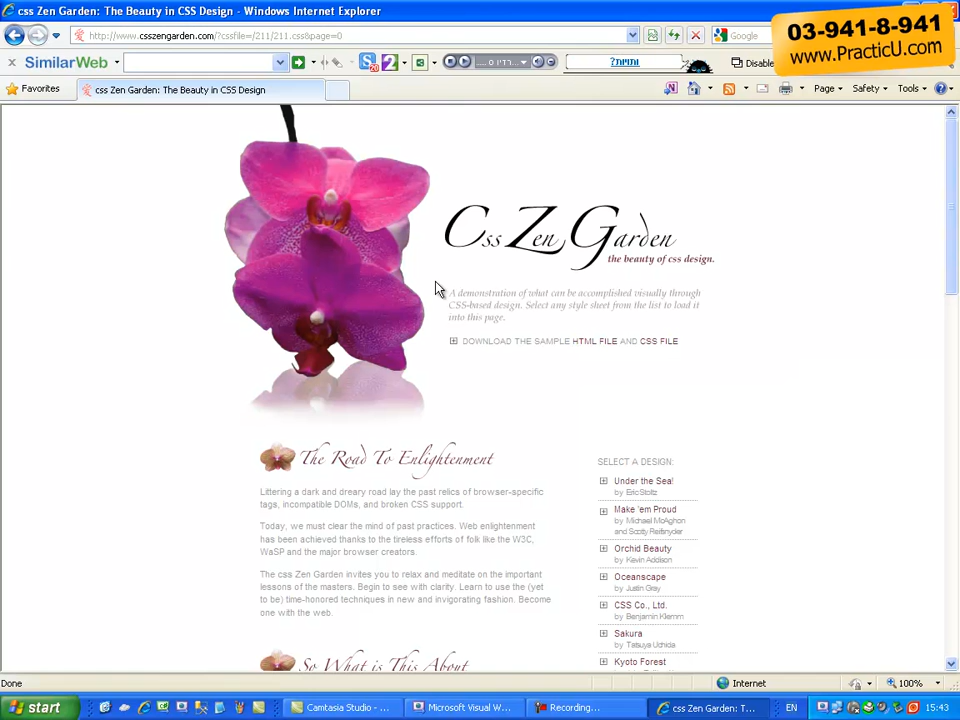 css Zen Garden: The Beauty in CSS Design - Windows Internet Explorer
03-941-8-941
www.PracticU.com
http://www.csszengarden.com/?cssfile=/211/211.css&page=0
Google
SimilarWeb
תוויות?
Disable
Favorites
css Zen Garden: The Beauty in CSS Design
Page
Safety
Tools
Css Zen Garden
the beauty of css design.
A demonstration of what can be accomplished visually through
CSS-based design. Select any style sheet from the list to load it
into this page.
DOWNLOAD THE SAMPLE HTML FILE AND CSS FILE
The Road To Enlightenment
Littering a dark and dreary road lay the past relics of browser-specific
tags, incompatible DOMs, and broken CSS support.
Today, we must clear the mind of past practices. Web enlightenment
has been achieved thanks to the tireless efforts of folk like the W3C,
WaSP and the major browser creators.
The css Zen Garden invites you to relax and meditate on the important
lessons of the masters. Begin to see with clarity. Learn to use the (yet
to be) time-honored techniques in new and invigorating fashion. Become
one with the web.
So What is This About
SELECT A DESIGN:
Under the Sea!
by Eric Stoltz
Make 'em Proud
by Michael McAghon
and Scotty Reifsnyder
Orchid Beauty
by Kevin Addison
Oceanscape
by Justin Gray
CSS Co., Ltd.
by Benjamin Klemm
Sakura
by Tatsuya Uchida
Kyoto Forest
Done
Internet
100%
start
Camtasia Studio - ...
Microsoft Visual W...
Recording...
css Zen Garden: T...
EN
15:43